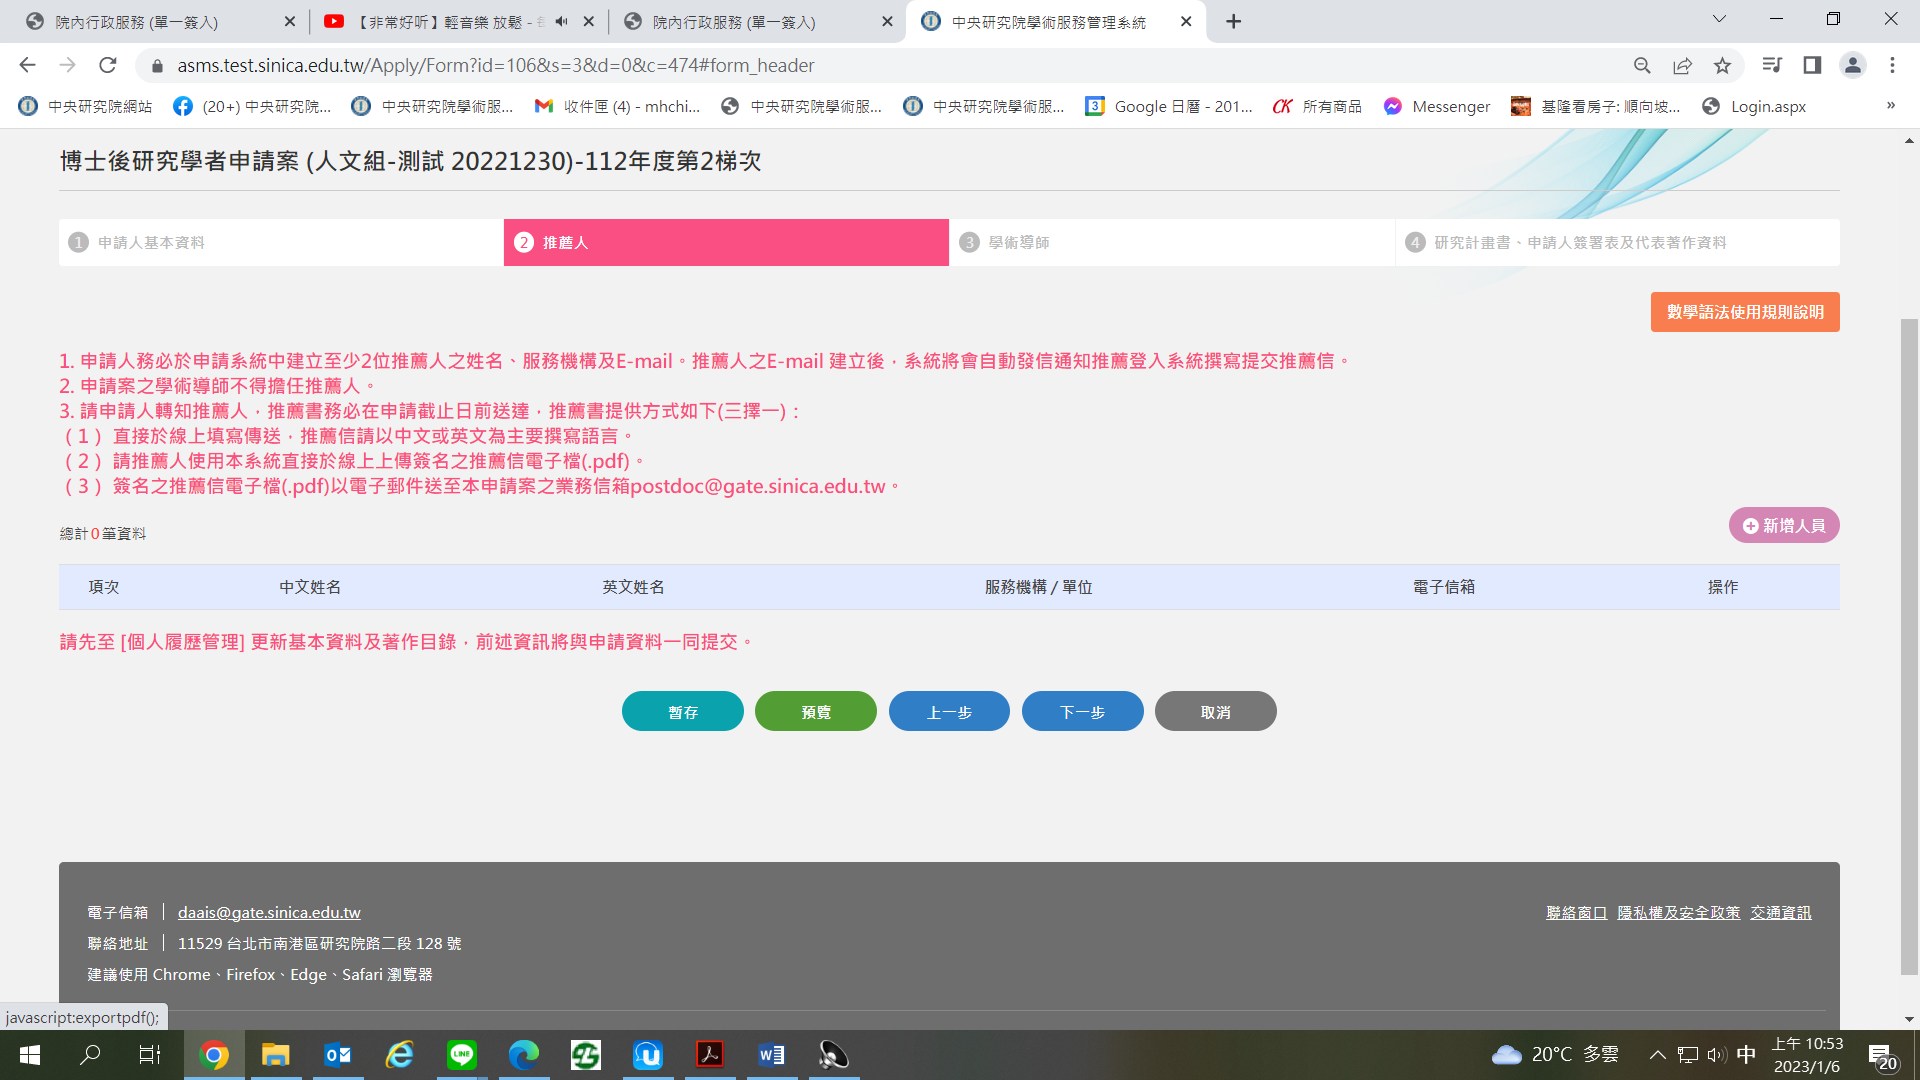 院內行政服務 (單一簽入)
【非常好听】輕音樂 放鬆 -
院內行政服務 (單一簽入)
中央研究院學術服務管理系統
asms.test.sinica.edu.tw/Apply/Form?id=106&s=3&d=0&c=474#form_header
中央研究院網站
(20+) 中央研究院...
中央研究院學術服...
收件匣 (4) - mhchi...
中央研究院學術服...
中央研究院學術服...
3
Google 日曆 - 201...
CK
所有商品
Messenger
基隆看房子: 順向坡...
Login.aspx
»
博士後研究學者申請案 (人文組-測試 20221230)-112年度第2梯次
1 申請人基本資料
2 推薦人
3 學術導師
4 研究計畫書、申請人簽署表及代表著作資料
數學語法使用規則說明
1. 申請人務必於申請系統中建立至少2位推薦人之姓名、服務機構及E-mail。推薦人之E-mail 建立後，系統將會自動發信通知推薦登入系統撰寫提交推薦信。
2. 申請案之學術導師不得擔任推薦人。
3. 請申請人轉知推薦人，推薦書務必在申請截止日前送達，推薦書提供方式如下(三擇一)：
（1） 直接於線上填寫傳送，推薦信請以中文或英文為主要撰寫語言。
（2） 請推薦人使用本系統直接於線上上傳簽名之推薦信電子檔(.pdf)。
（3） 簽名之推薦信電子檔(.pdf)以電子郵件送至本申請案之業務信箱postdoc@gate.sinica.edu.tw。
總計0筆資料
新增人員
項次 中文姓名 英文姓名 服務機構 / 單位 電子信箱 操作
請先至 [個人履歷管理] 更新基本資料及著作目錄，前述資訊將與申請資料一同提交。
暫存 預覽 上一步 下一步 取消
電子信箱 daais@gate.sinica.edu.tw
聯絡窗口 隱私權及安全政策 交通資訊
聯絡地址 11529 台北市南港區研究院路二段 128 號
建議使用 Chrome、Firefox、Edge、Safari 瀏覽器
javascript:exportpdf();
LINE
20°C 多雲
中
上午 10:53
2023/1/6
20